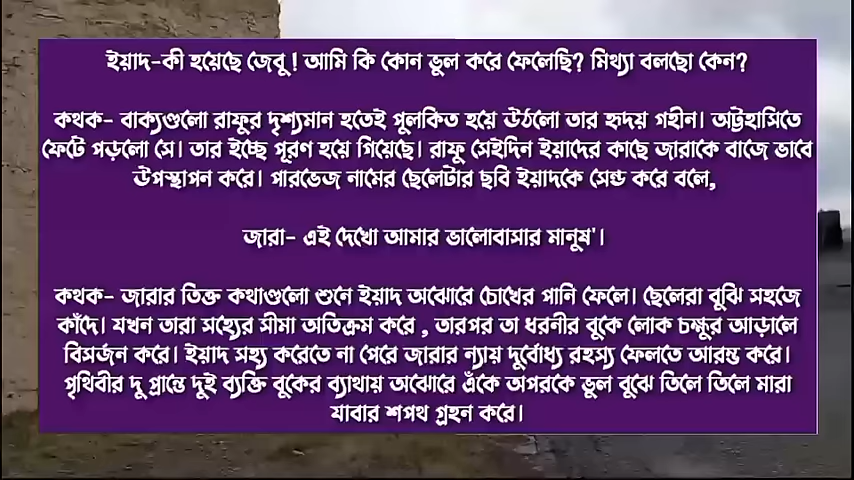 ইয়াদ-কী হয়েছে জেবু! আমি কি কোন ভূল করে ফেলেছি? মিথ্যা বলছো কেন?
কথক- বাক্যগুলো রাফুর দৃশ্যমান হতেই পুলকিত হয়ে উঠলো তার হৃদয় গহীন। অট্টহাসিতে
ফেটে পড়লো সে। তার ইচ্ছে পূরণ হয়ে গিয়েছে। রাফু সেইদিন ইয়াদের কাছে জারাকে বাজে ভাবে
উপস্থাপন করে। পারভেজ নামের ছেলেটার ছবি ইয়াদকে সেন্ড করে বলে,
জারা- এই দেখো আমার ভালোবাসার মানুষ'।
কথক- জারার তিক্ত কথাগুলো শুনে ইয়াদ অঝোরে চোখের পানি ফেলে। ছেলেরা বুঝি সহজে
কাঁদে। যখন তারা সহ্যের সীমা অতিক্রম করে , তারপর তা ধরনীর বুকে লোক চক্ষুর আড়ালে
বিসর্জন করে। ইয়াদ সহ্য করেতে না পেরে জারার ন্যায় দুর্বোধ্য রহস্য ফেলতে আরম্ভ করে।
পৃথিবীর দু প্রান্তে দুই ব্যক্তি বুকের ব্যাথায় অঝোরে এঁকে অপরকে ভূল বুঝে তিলে তিলে মারা
যাবার শপথ গ্রহন করে।